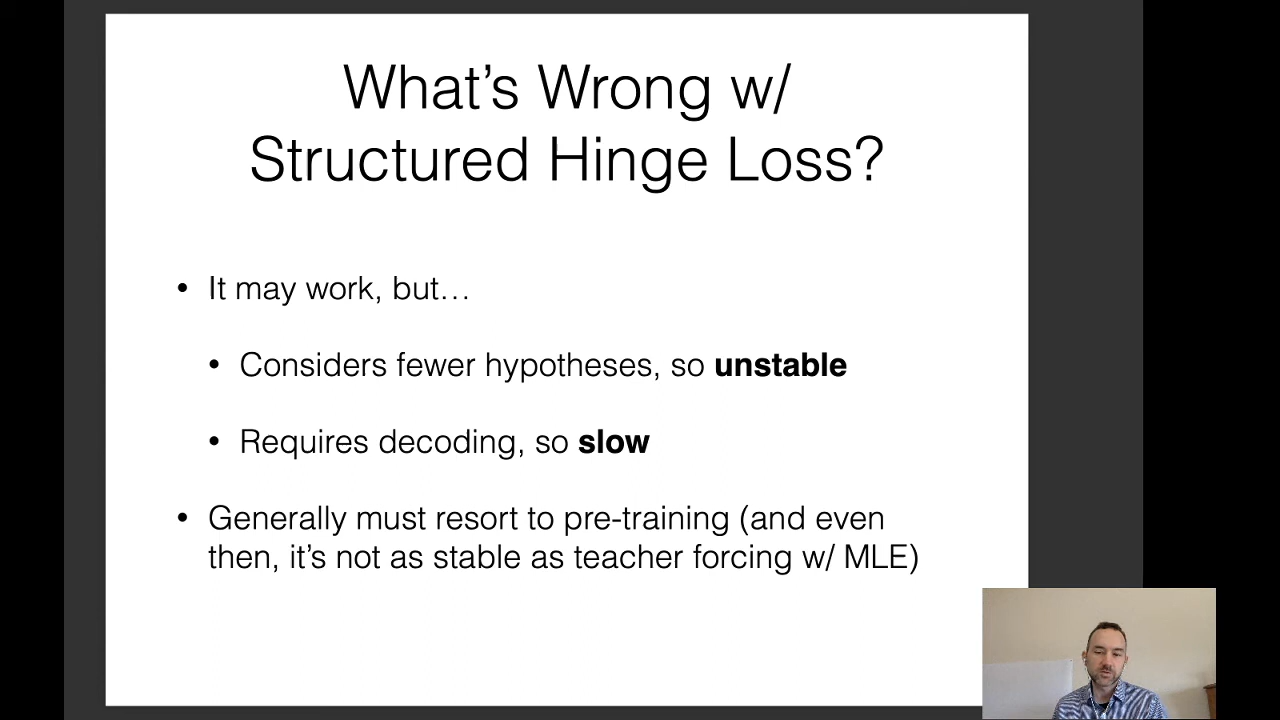 What's Wrong w/
Structured Hinge Loss?
• It may work, but…
• Considers fewer hypotheses, so unstable
• Requires decoding, so slow
• Generally must resort to pre-training (and even
then, it's not as stable as teacher forcing w/ MLE)